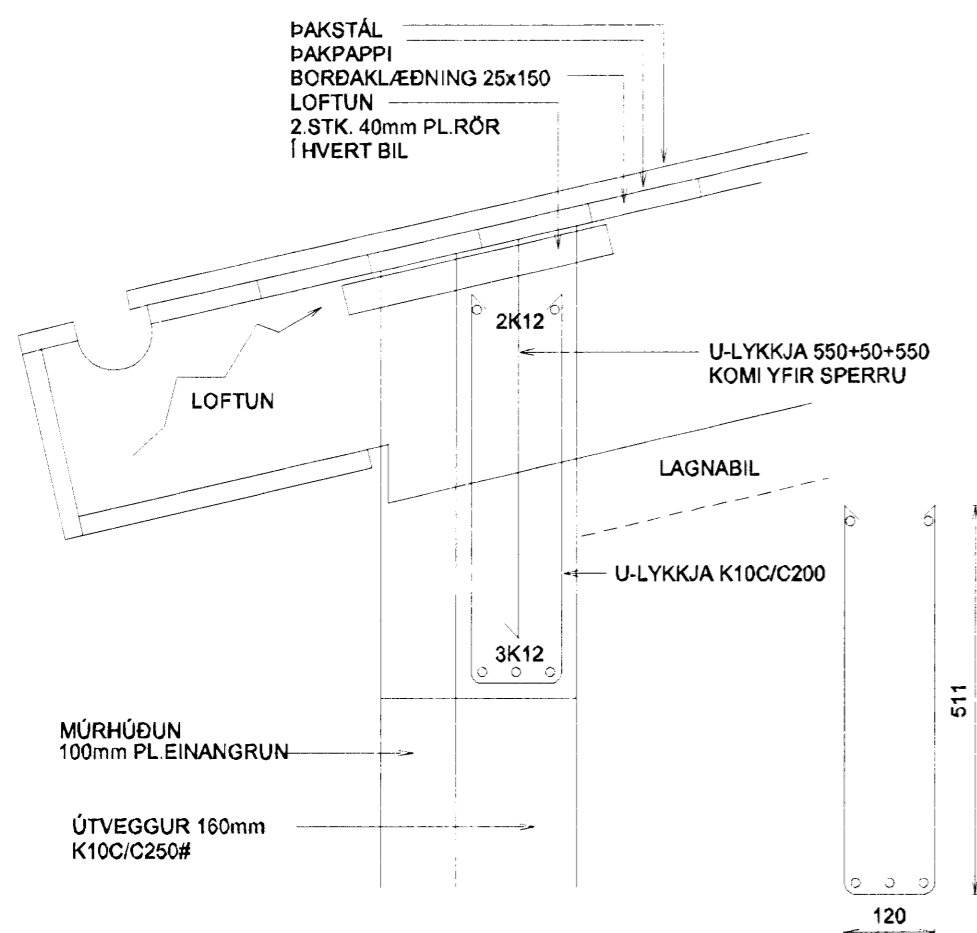 ÞAKSTÁL
ÞAKPAPPI
BORÐAKLÆÐNING 25x150
LOFTUN
2.STK. 40mm PL.RÖR
Í HVERT BIL
2K12
U-LYKKJA 550+50+550
KOMI YFIR SPERRU
LOFTUN
LAGNABIL
U-LYKKJA K10C/C200
3K12
511
MÚRHÚÐUN
100mm PL.EINANGRUN
ÚTVEGGUR 160mm
K10C/C250#
120